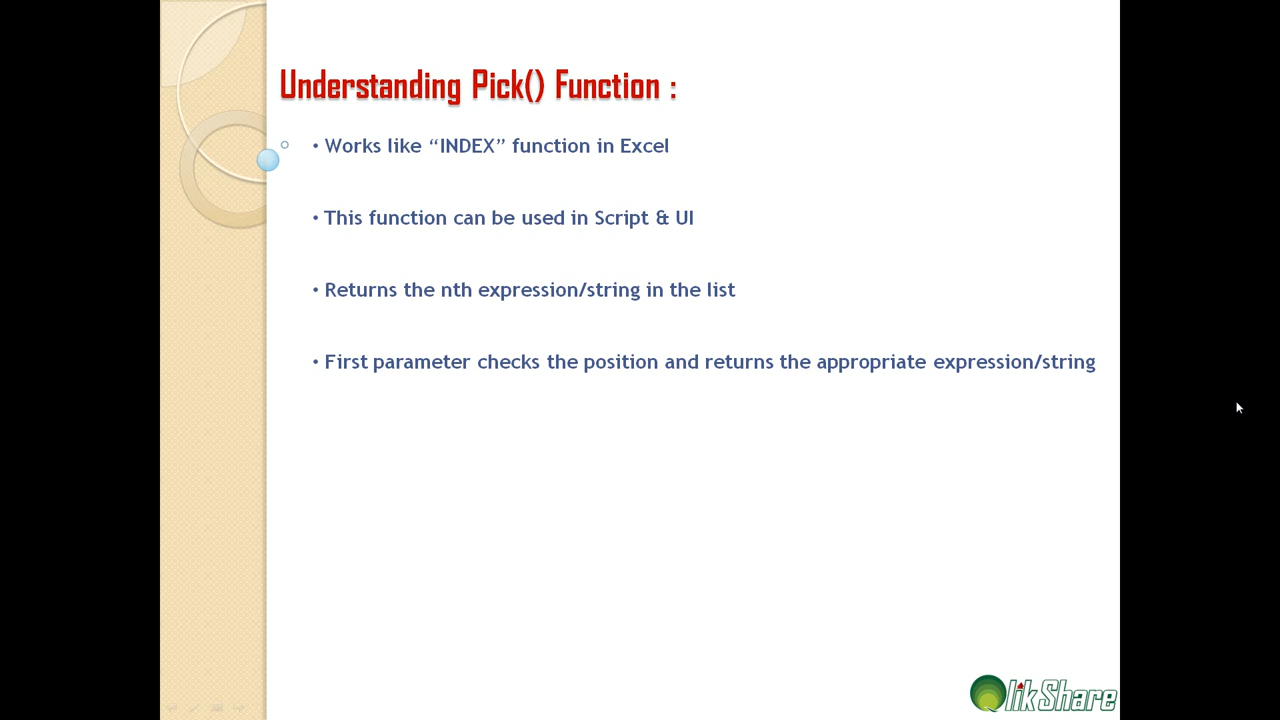 Understanding Pick() Function :
• Works like “INDEX” function in Excel
• This function can be used in Script & UI
• Returns the nth expression/string in the list
• First parameter checks the position and returns the appropriate expression/string
QlikShare